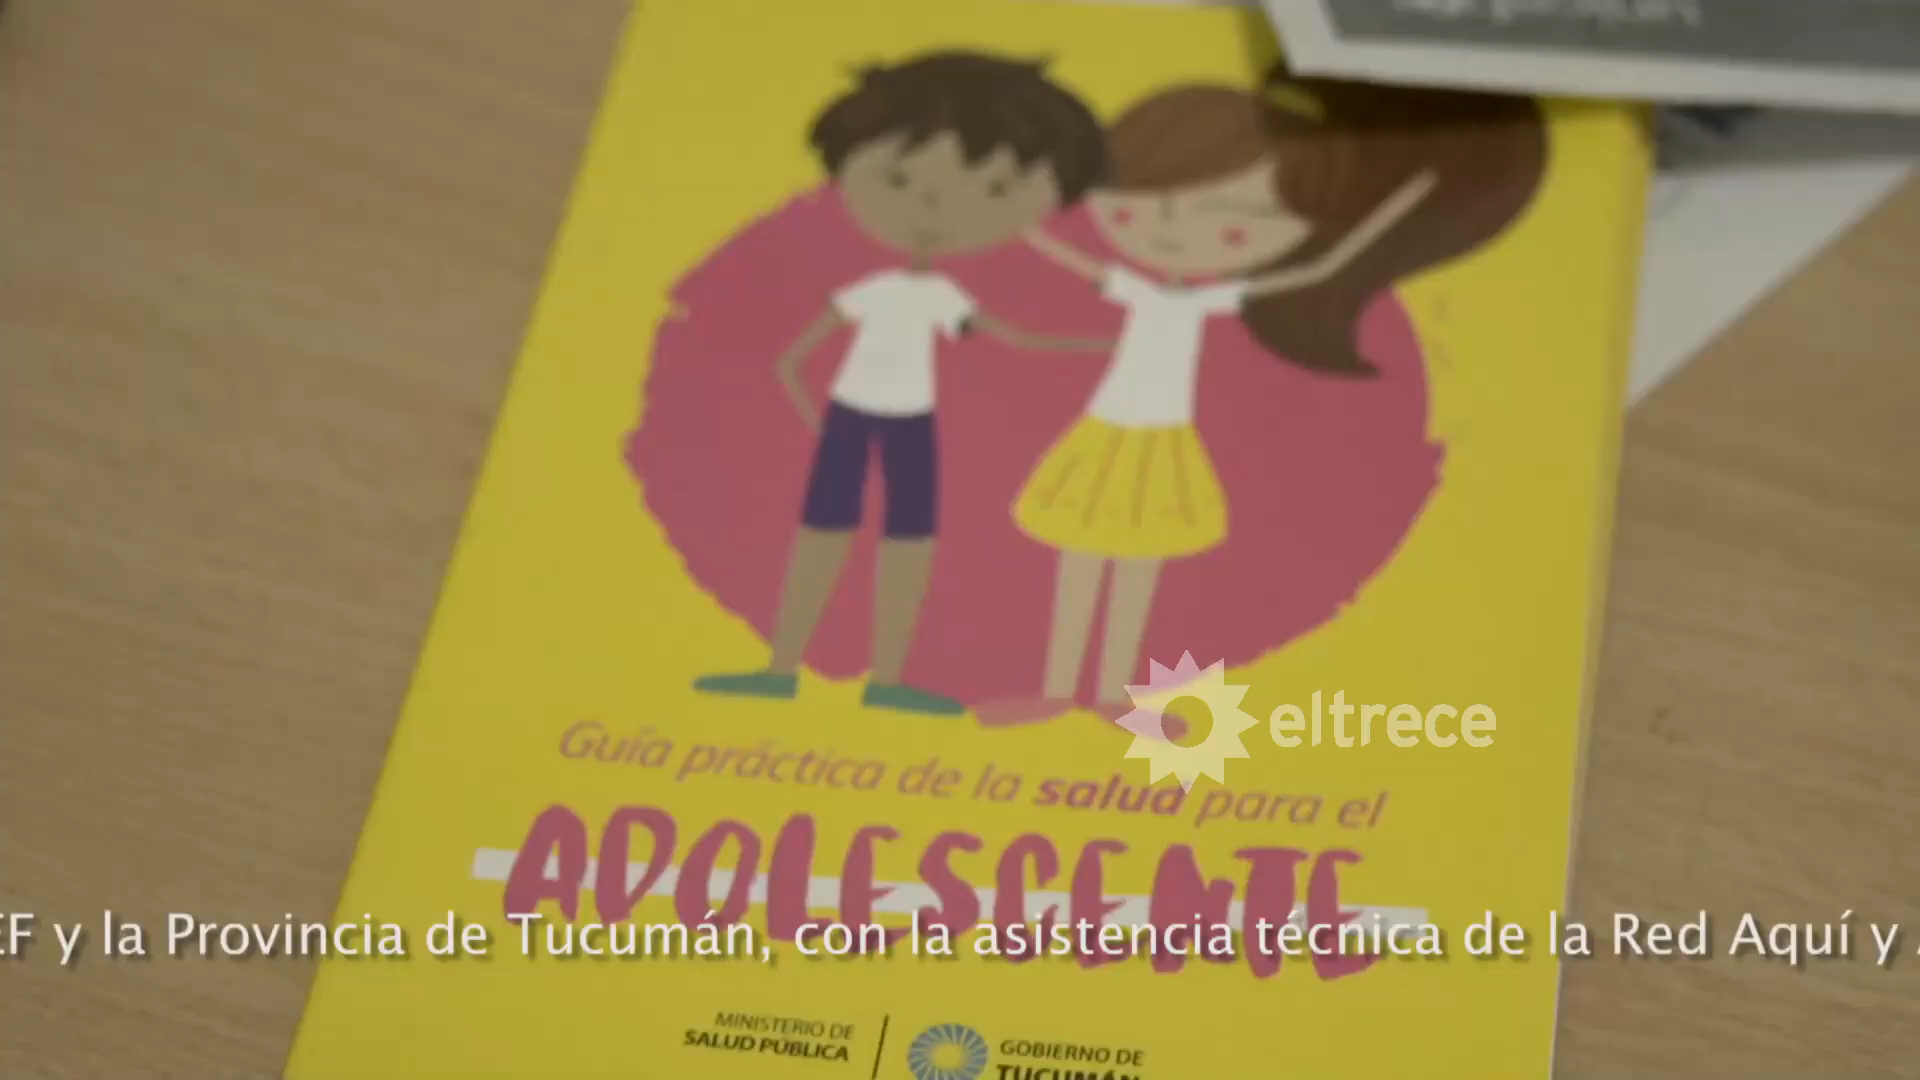 eltrece
Guía práctica de la salud para el
ADOLESCENTE
EF y la Provincia de Tucumán, con la asistencia técnica de la Red Aquí y
MINISTERIO DE
SALUD PÚBLICA
GOBIERNO DE
TUCUMÁN